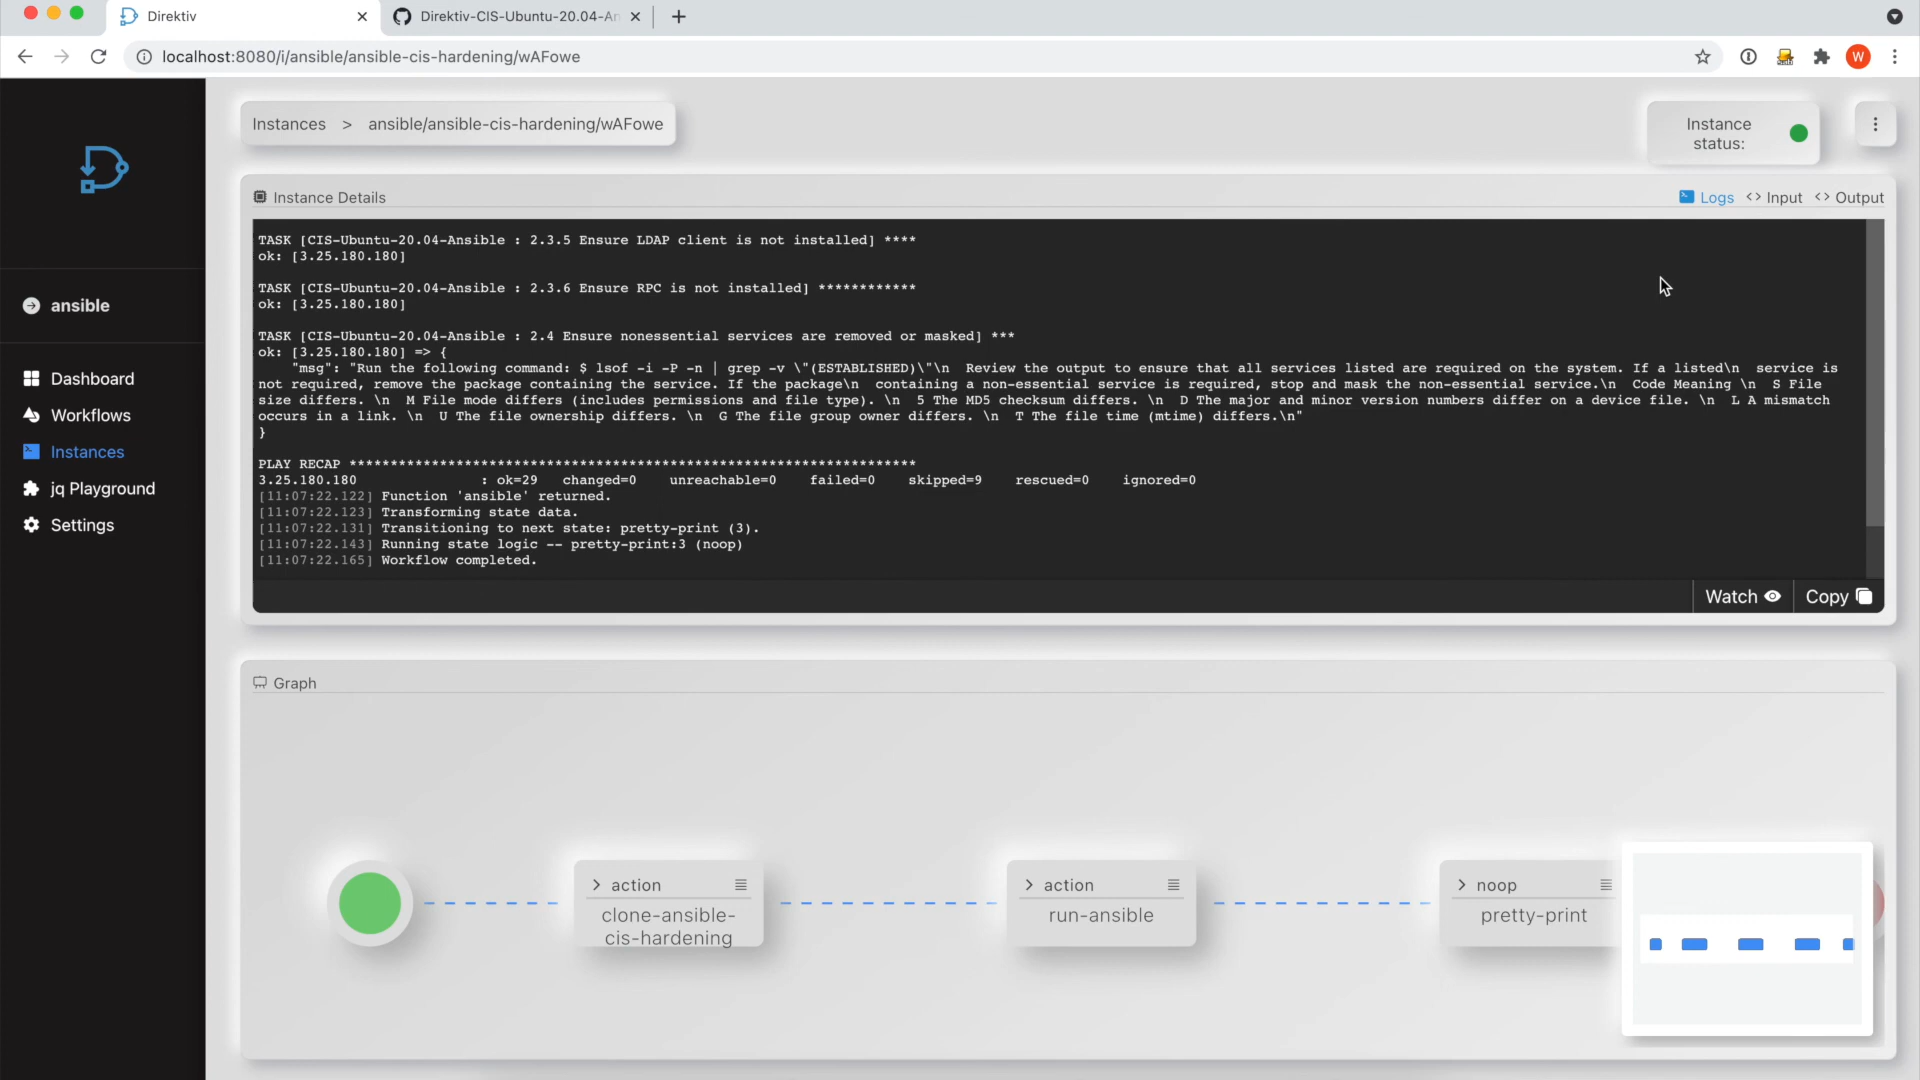 Direktiv
Direktiv-CIS-Ubuntu-20.04-An
localhost:8080/i/ansible/ansible-cis-hardening/wAFowe
W
Instances > ansible/ansible-cis-hardening/wAFowe
Instance
status:
ansible
Dashboard
Workflows
Instances
jq Playground
Settings
Instance Details
Logs <> Input <> Output
TASK [CIS-Ubuntu-20.04-Ansible : 2.3.5 Ensure LDAP client is not installed] ****
ok: [3.25.180.180]
TASK [CIS-Ubuntu-20.04-Ansible : 2.3.6 Ensure RPC is not installed] ************
ok: [3.25.180.180]
TASK [CIS-Ubuntu-20.04-Ansible : 2.4 Ensure nonessential services are removed or masked] ***
ok: [3.25.180.180] => {
"msg": "Run the following command: $ lsof -i -P -n | grep -v \"(ESTABLISHED)\"\n  Review the output to ensure that all services listed are required on the system. If a listed\n  service is
not required, remove the package containing the service. If the package\n  containing a non-essential service is required, stop and mask the non-essential service.\n  Code Meaning \n  S File
size differs. \n  M File mode differs (includes permissions and file type). \n  5 The MD5 checksum differs. \n  D The major and minor version numbers differ on a device file. \n  L A mismatch
occurs in a link. \n  U The file ownership differs. \n  G The file group owner differs. \n  T The file time (mtime) differs.\n"
}
PLAY RECAP *********************************************************************
3.25.180.180 : ok=29 changed=0 unreachable=0 failed=0 skipped=9 rescued=0 ignored=0
[11:07:22.122] Function 'ansible' returned.
[11:07:22.123] Transforming state data.
[11:07:22.131] Transitioning to next state: pretty-print (3).
[11:07:22.143] Running state logic -- pretty-print:3 (noop)
[11:07:22.165] Workflow completed.
Watch
Copy
Graph
action
clone-ansible-
cis-hardening
action
run-ansible
noop
pretty-print